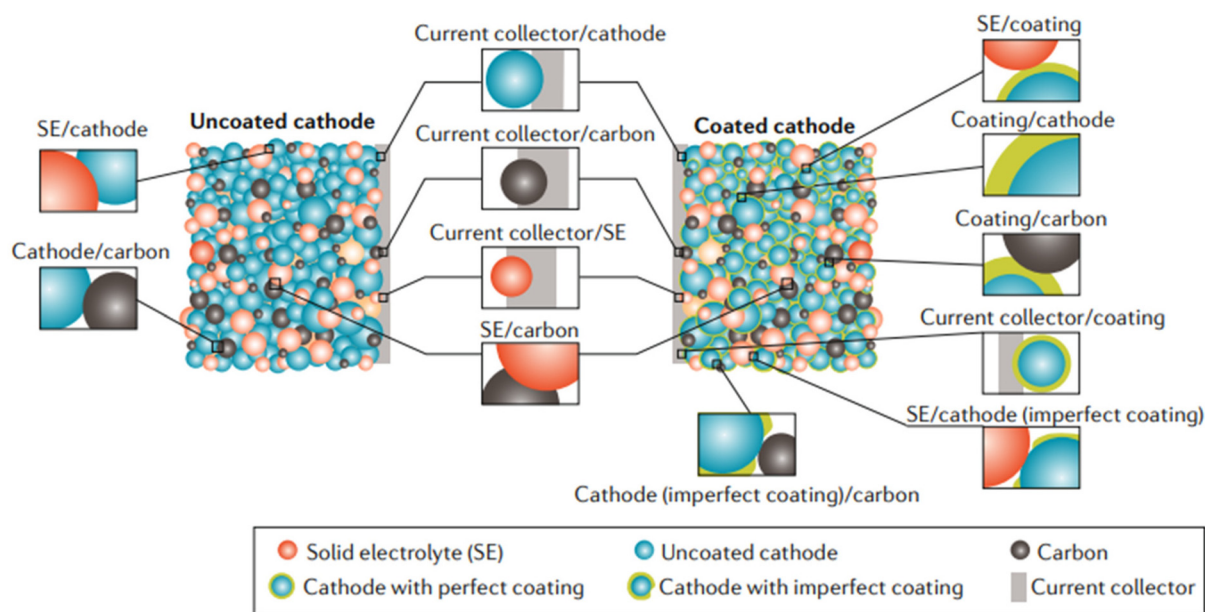 Current collector/cathode
SE/coating
Uncoated cathode
Coated cathode
SE/cathode
Current collector/carbon
Coating/cathode
Cathode/carbon
Current collector/SE
Coating/carbon
SE/carbon
Current collector/coating
SE/cathode (imperfect coating)
Cathode (imperfect coating)/carbon
Solid electrolyte (SE)
Uncoated cathode
Carbon
Cathode with perfect coating
Cathode with imperfect coating
Current collector